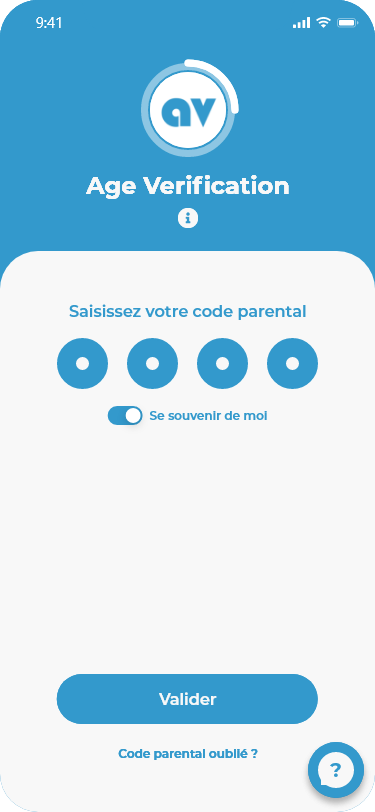 9:41
av
Age Verification
Saisissez votre code parental
Se souvenir de moi
Valider
Code parental oublié ?
?